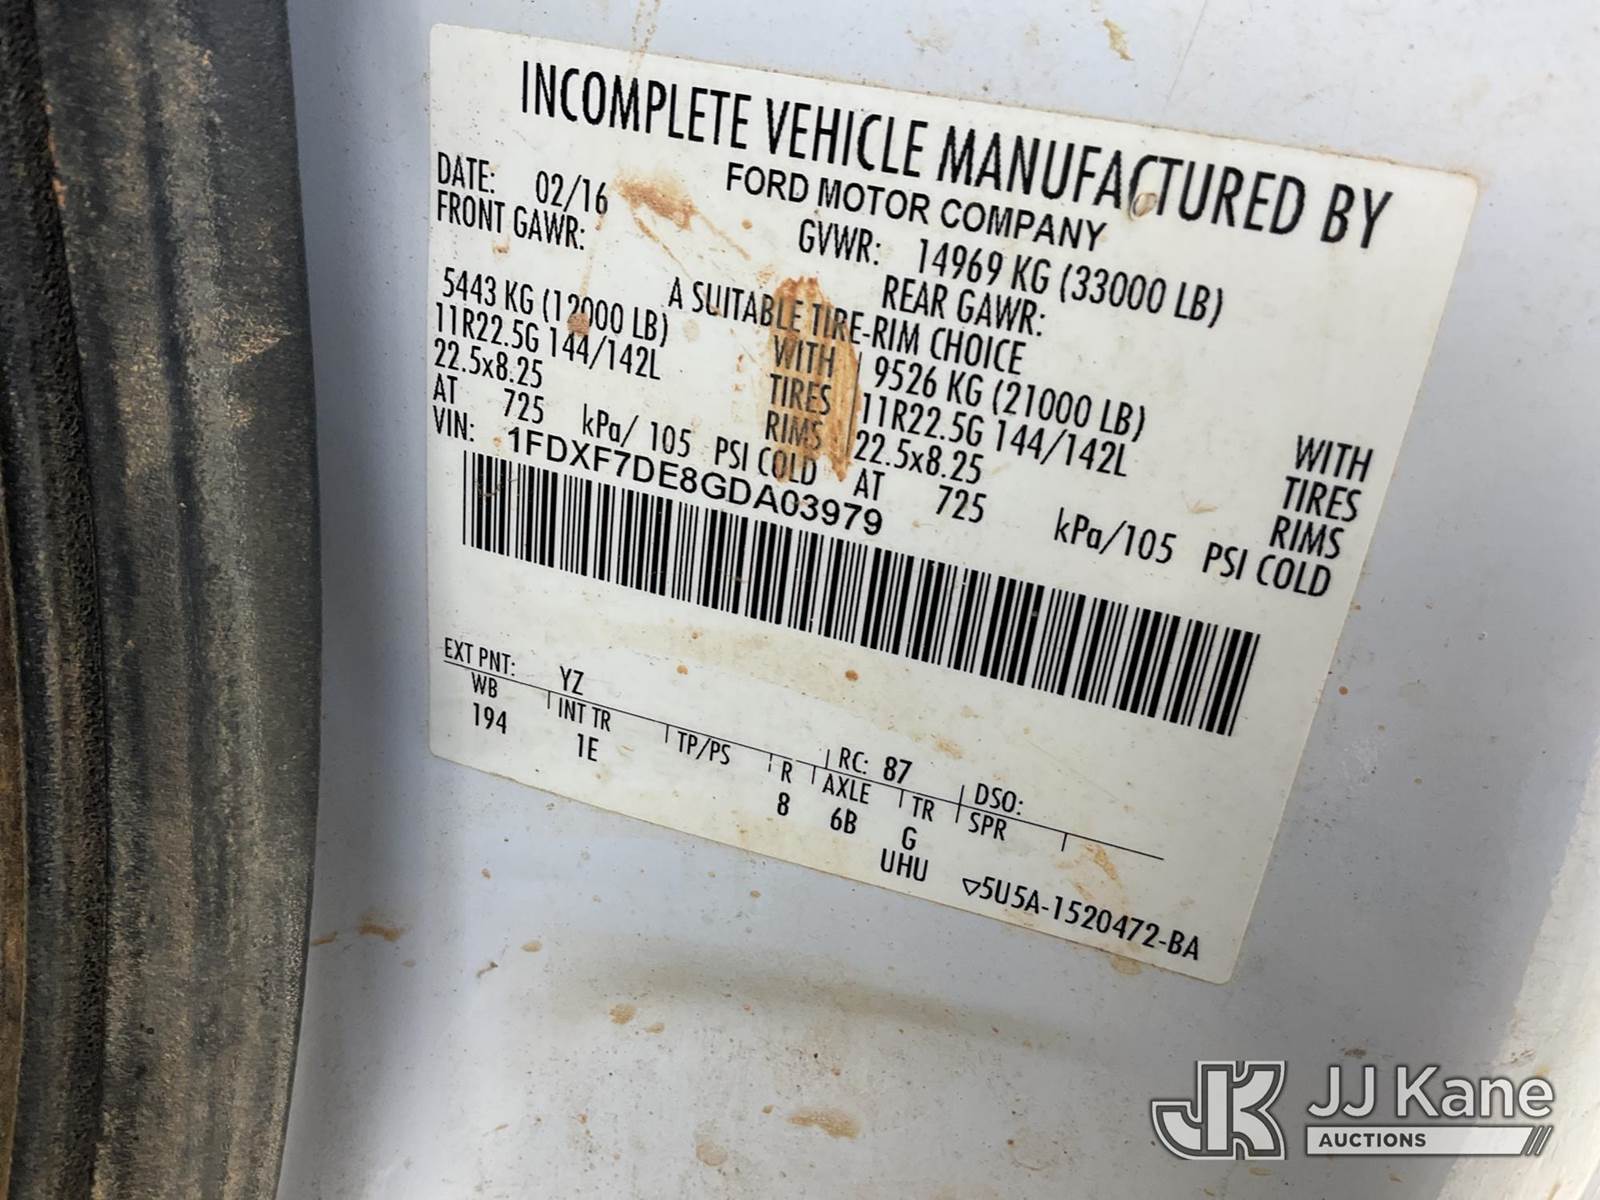 INCOMPLETE VEHICLE MANUFACTURED BY
FORD MOTOR COMPANY
DATE: 02/16
GVWR: 14969 KG (33000 LB)
FRONT GAWR:
REAR GAWR:
A SUITABLE TIRE-RIM CHOICE
5443 KG (12000 LB) WITH
9526 KG (21000 LB) WITH
11R22.5G 144/142L TIRES
11R22.5G 144/142L TIRES
22.5x8.25 RIMS
22.5x8.25 RIMS
AT 725 kPa/ 105 PSI COLD
AT 725 kPa/105 PSI COLD
VIN: 1FDXF7DE8GDA03979
EXT PNT: YZ RC: 87 DSO:
WB INT TR TP/PS R AXLE TR SPR
194 1E 8 6B G
UHU
▽5U5A-1520472-BA
JK JJ Kane
AUCTIONS